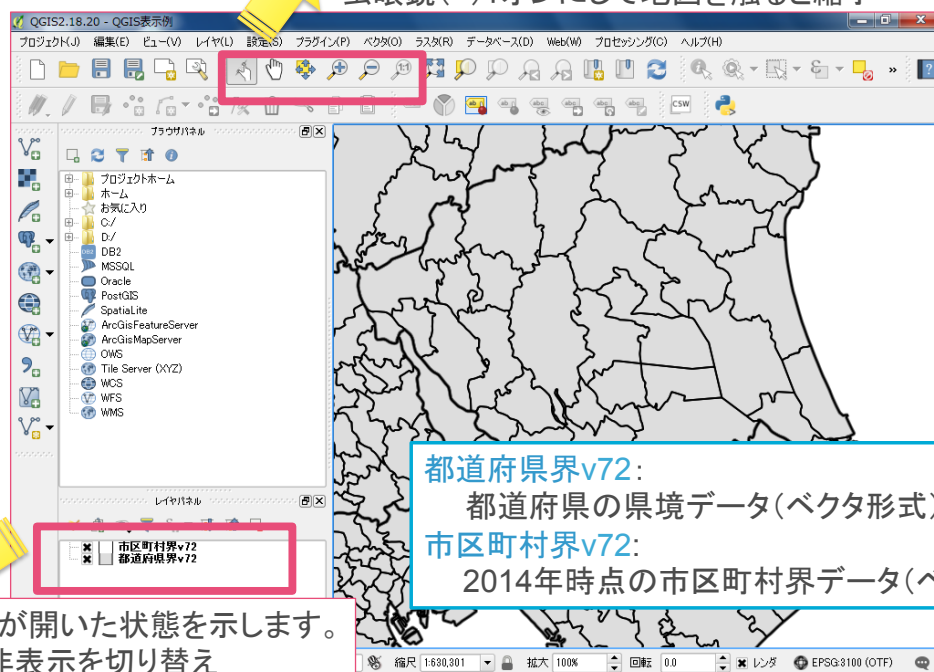 QGIS2.18.20 - QGIS表示例
プロジェクト(J) 編集(E) ビュー(V) レイヤ(L) 設定(S) プラグイン(P) ベクタ(O) ラスタ(R) データベース(D) Web(W) プロセッシング(C) ヘルプ(H)
CSW
ブラウザパネル
プロジェクトホーム
ホーム
お気に入り
C:/
D:/
DB2
MSSQL
Oracle
PostGIS
SpatiaLite
ArcGisFeatureServer
ArcGisMapServer
OWS
Tile Server (XYZ)
WCS
WFS
WMS
レイヤパネル
市区町村界v72
都道府県界v72
都道府県界v72:
都道府県の県境データ(ベクタ形式)
市区町村界v72:
2014年時点の市区町村界データ(ベ
が開いた状態を示します。
非表示を切り替え
縮尺 1:630,301 拡大 100% 回転 0.0 レンダ EPSG:3100 (OTF)